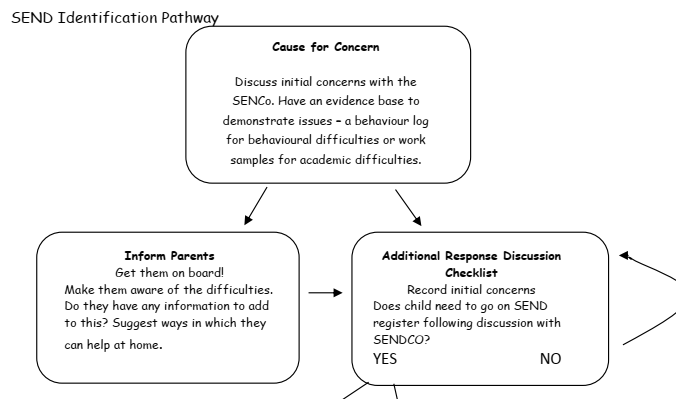 SEND Identification Pathway
Cause for Concern
Discuss initial concerns with the
SENCo. Have an evidence base to
demonstrate issues – a behaviour log
for behavioural difficulties or work
samples for academic difficulties.
Inform Parents
Get them on board!
Make them aware of the difficulties.
Do they have any information to add
to this? Suggest ways in which they
can help at home.
Additional Response Discussion
Checklist
Record initial concerns
Does child need to go on SEND
register following discussion with
SENDCO?
YES NO